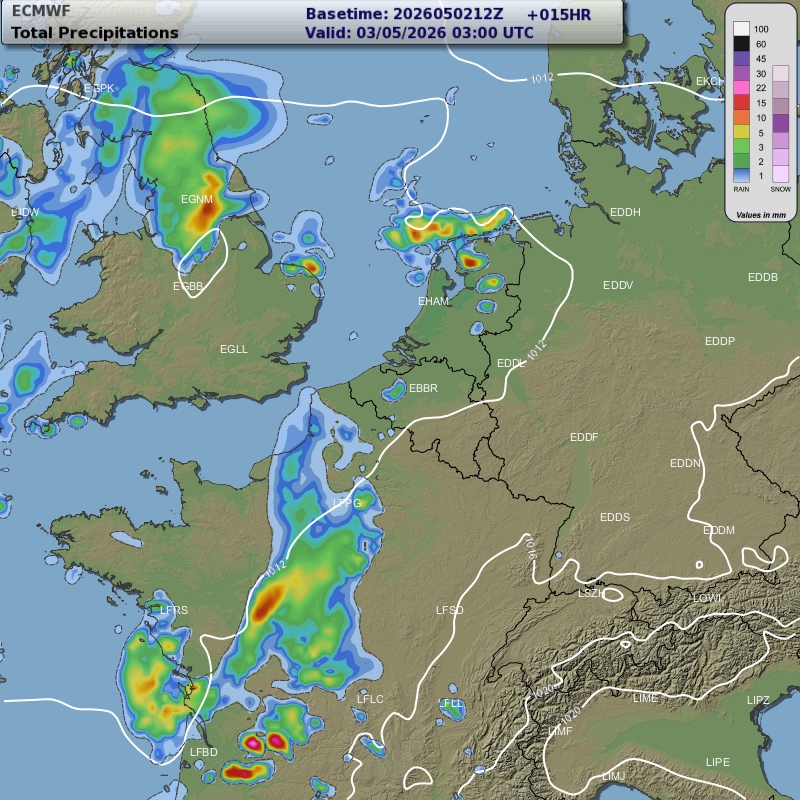 ECMWF
Total Precipitations
Basetime: 2026050212Z +015HR
Valid: 03/05/2026 03:00 UTC
100
60
45
30
22
15
10
5
3
2
1
RAIN
SNOW
Values in mm
1012
EGPK
EKCH
EIDW
EGNM
EDDH
EGBB
EDDV
EDDB
EHAM
EGLL
EDDP
1012
EDDL
EBBR
EDDF
EDDN
LFPG
EDDS
EDDM
1016
1012
LSZH
LOWI
LFRS
LFSD
1020
LFLC
LFLL
LIME
LIPZ
1020
LIMF
LFBD
LIPE
LIMJ